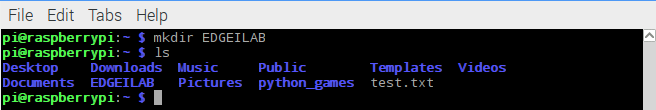 File Edit Tabs Help
pi@raspberrypi:~ $ mkdir EDGEILAB
pi@raspberrypi:~ $ ls
Desktop Downloads Music Public Templates Videos
Documents EDGEILAB Pictures python_games test.txt
pi@raspberrypi:~ $